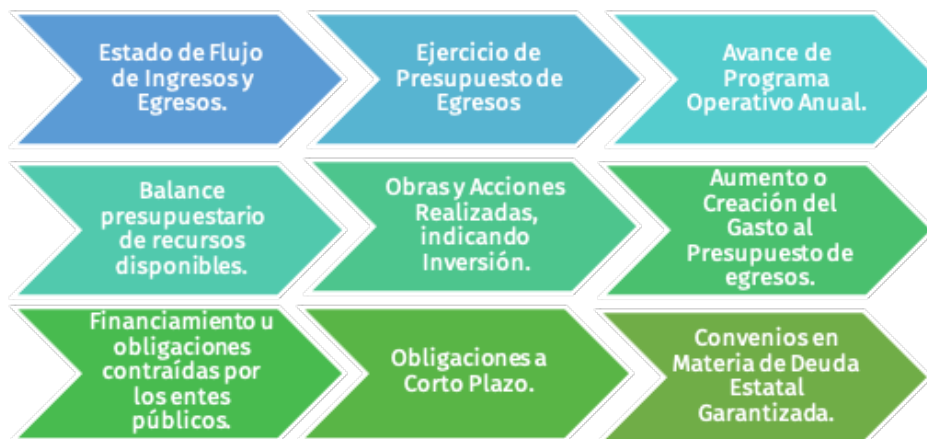 Estado de Flujo
de Ingresos y
Egresos.
Ejercicio de
Presupuesto de
Egresos
Avance de
Programa
Operativo Anual.
Balance
presupuestario
de recursos
disponibles.
Obras y Acciones
Realizadas,
indicando
Inversión.
Aumento o
Creación del
Gasto al
Presupuesto de
egresos.
Financiamiento u
obligaciones
contraídas por
los entes
públicos.
Obligaciones a
Corto Plazo.
Convenios en
Materia de Deuda
Estatal
Garantizada.